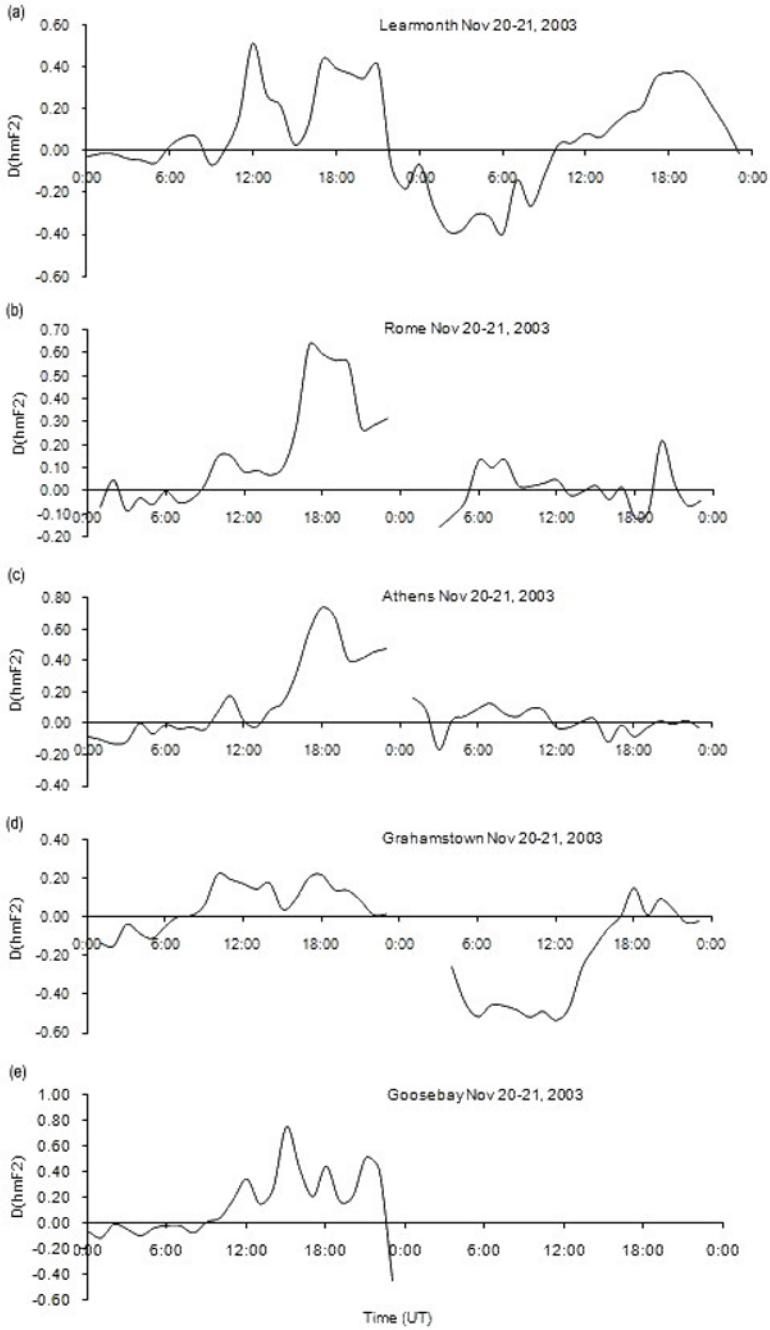 (a)
Learmonth Nov 20-21, 2003
0.60
0.40
0.20
0.00
-0.20
-0.40
-0.60
D(hmF2)
0:00 6:00 12:00 18:00 0:00 6:00 12:00 18:00 0:00
(b)
Rome Nov 20-21, 2003
0.70
0.60
0.50
0.40
0.30
0.20
0.10
0.00
-0.10
-0.20
D(hmF2)
0:00 6:00 12:00 18:00 0:00 6:00 12:00 18:00 0:00
(c)
Athens Nov 20-21, 2003
0.80
0.60
0.40
0.20
0.00
-0.20
-0.40
D(hmF2)
0:00 6:00 12:00 18:00 0:00 6:00 12:00 18:00 0:00
(d)
Grahamstown Nov 20-21, 2003
0.40
0.20
0.00
-0.20
-0.40
-0.60
D(hmF2)
0:00 6:00 12:00 18:00 0:00 6:00 12:00 18:00 0:00
(e)
Goosebay Nov 20-21, 2003
1.00
0.80
0.60
0.40
0.20
0.00
-0.20
-0.40
-0.60
D(hmF2)
0:00 6:00 12:00 18:00 0:00 6:00 12:00 18:00 0:00
Time (UT)